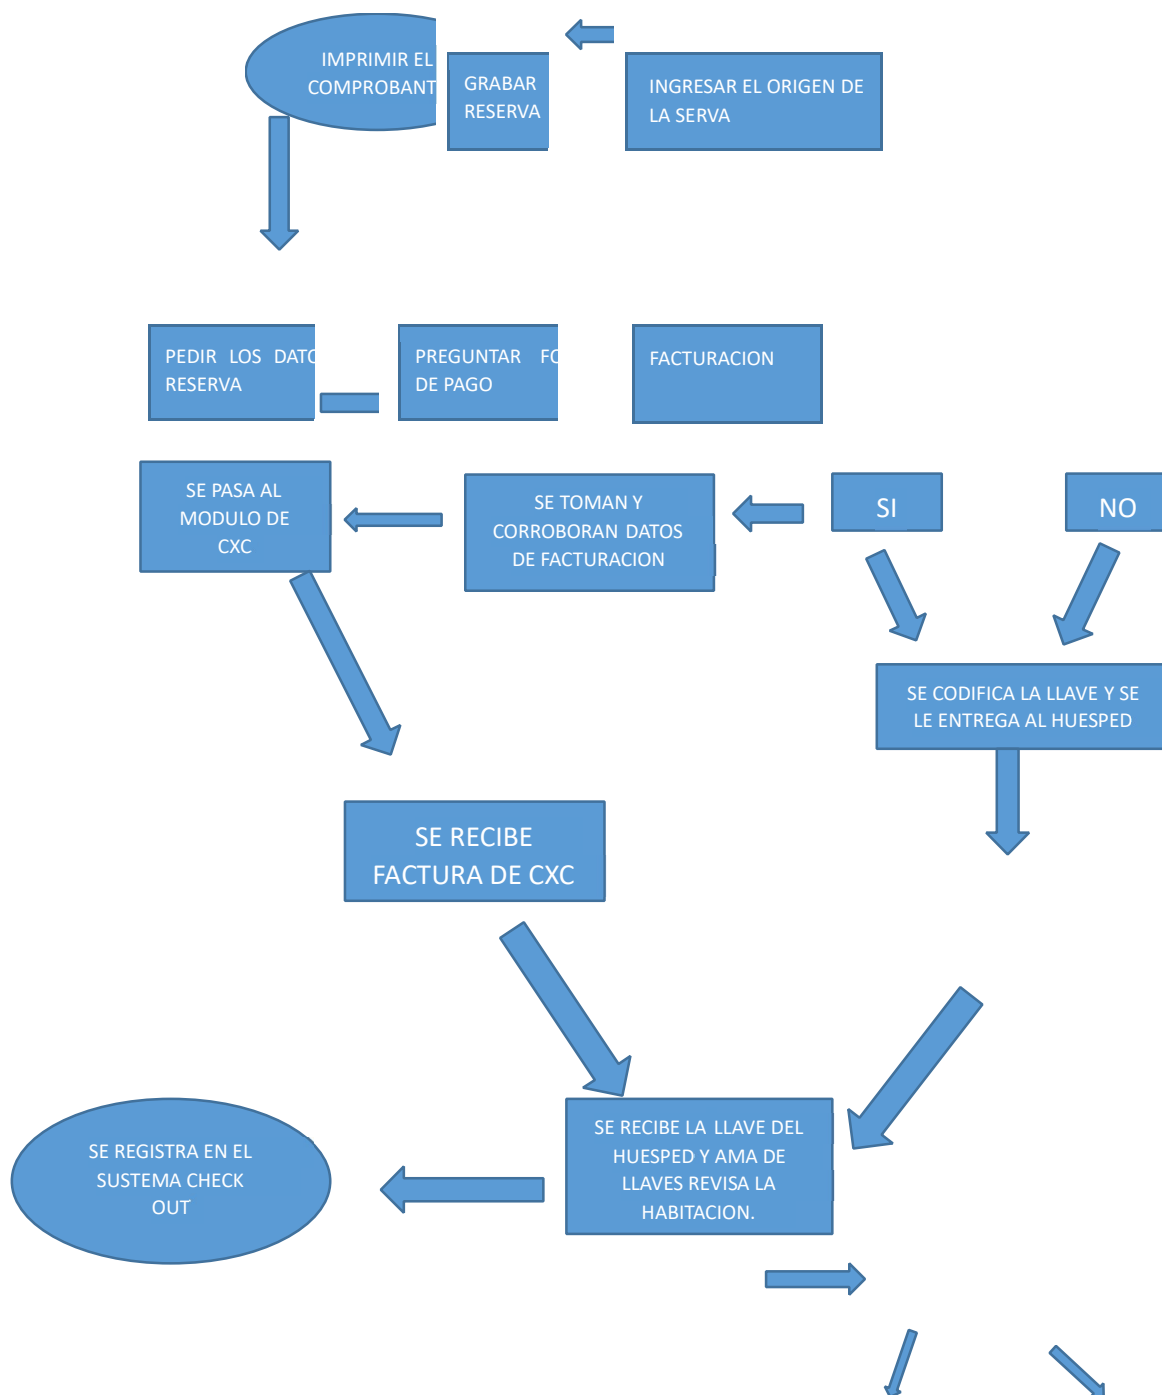 IMPRIMIR EL
COMPROBANT
GRABAR
RESERVA
INGRESAR EL ORIGEN DE
LA SERVA
PEDIR LOS DATO
RESERVA
PREGUNTAR FO
DE PAGO
FACTURACION
SE PASA AL
MODULO DE
CXC
SE TOMAN Y
CORROBORAN DATOS
DE FACTURACION
SI
NO
SE CODIFICA LA LLAVE Y SE
LE ENTREGA AL HUESPED
SE RECIBE
FACTURA DE CXC
SE REGISTRA EN EL
SUSTEMA CHECK
OUT
SE RECIBE LA LLAVE DEL
HUESPED Y AMA DE
LLAVES REVISA LA
HABITACION.